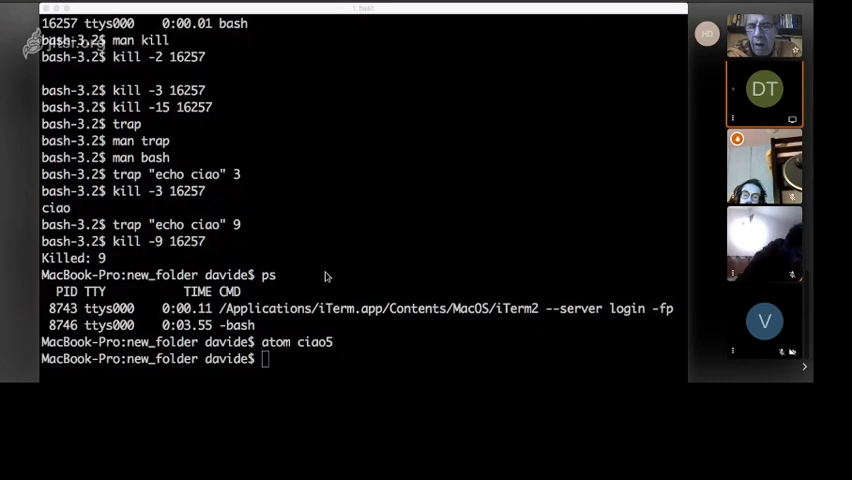 1. bash
16257 ttys000 0:00.01 bash
bash-3.2$ man kill
bash-3.2$ kill -2 16257
bash-3.2$ kill -3 16257
bash-3.2$ kill -15 16257
bash-3.2$ trap
bash-3.2$ man trap
bash-3.2$ man bash
bash-3.2$ trap "echo ciao" 3
bash-3.2$ kill -3 16257
ciao
bash-3.2$ trap "echo ciao" 9
bash-3.2$ kill -9 16257
Killed: 9
MacBook-Pro:new_folder davide$ ps
PID TTY TIME CMD
8743 ttys000 0:00.11 /Applications/iTerm.app/Contents/MacOS/iTerm2 --server login -fp
8746 ttys000 0:03.55 -bash
MacBook-Pro:new_folder davide$ atom ciao5
MacBook-Pro:new_folder davide$
jitsi.org
HD
DT
V